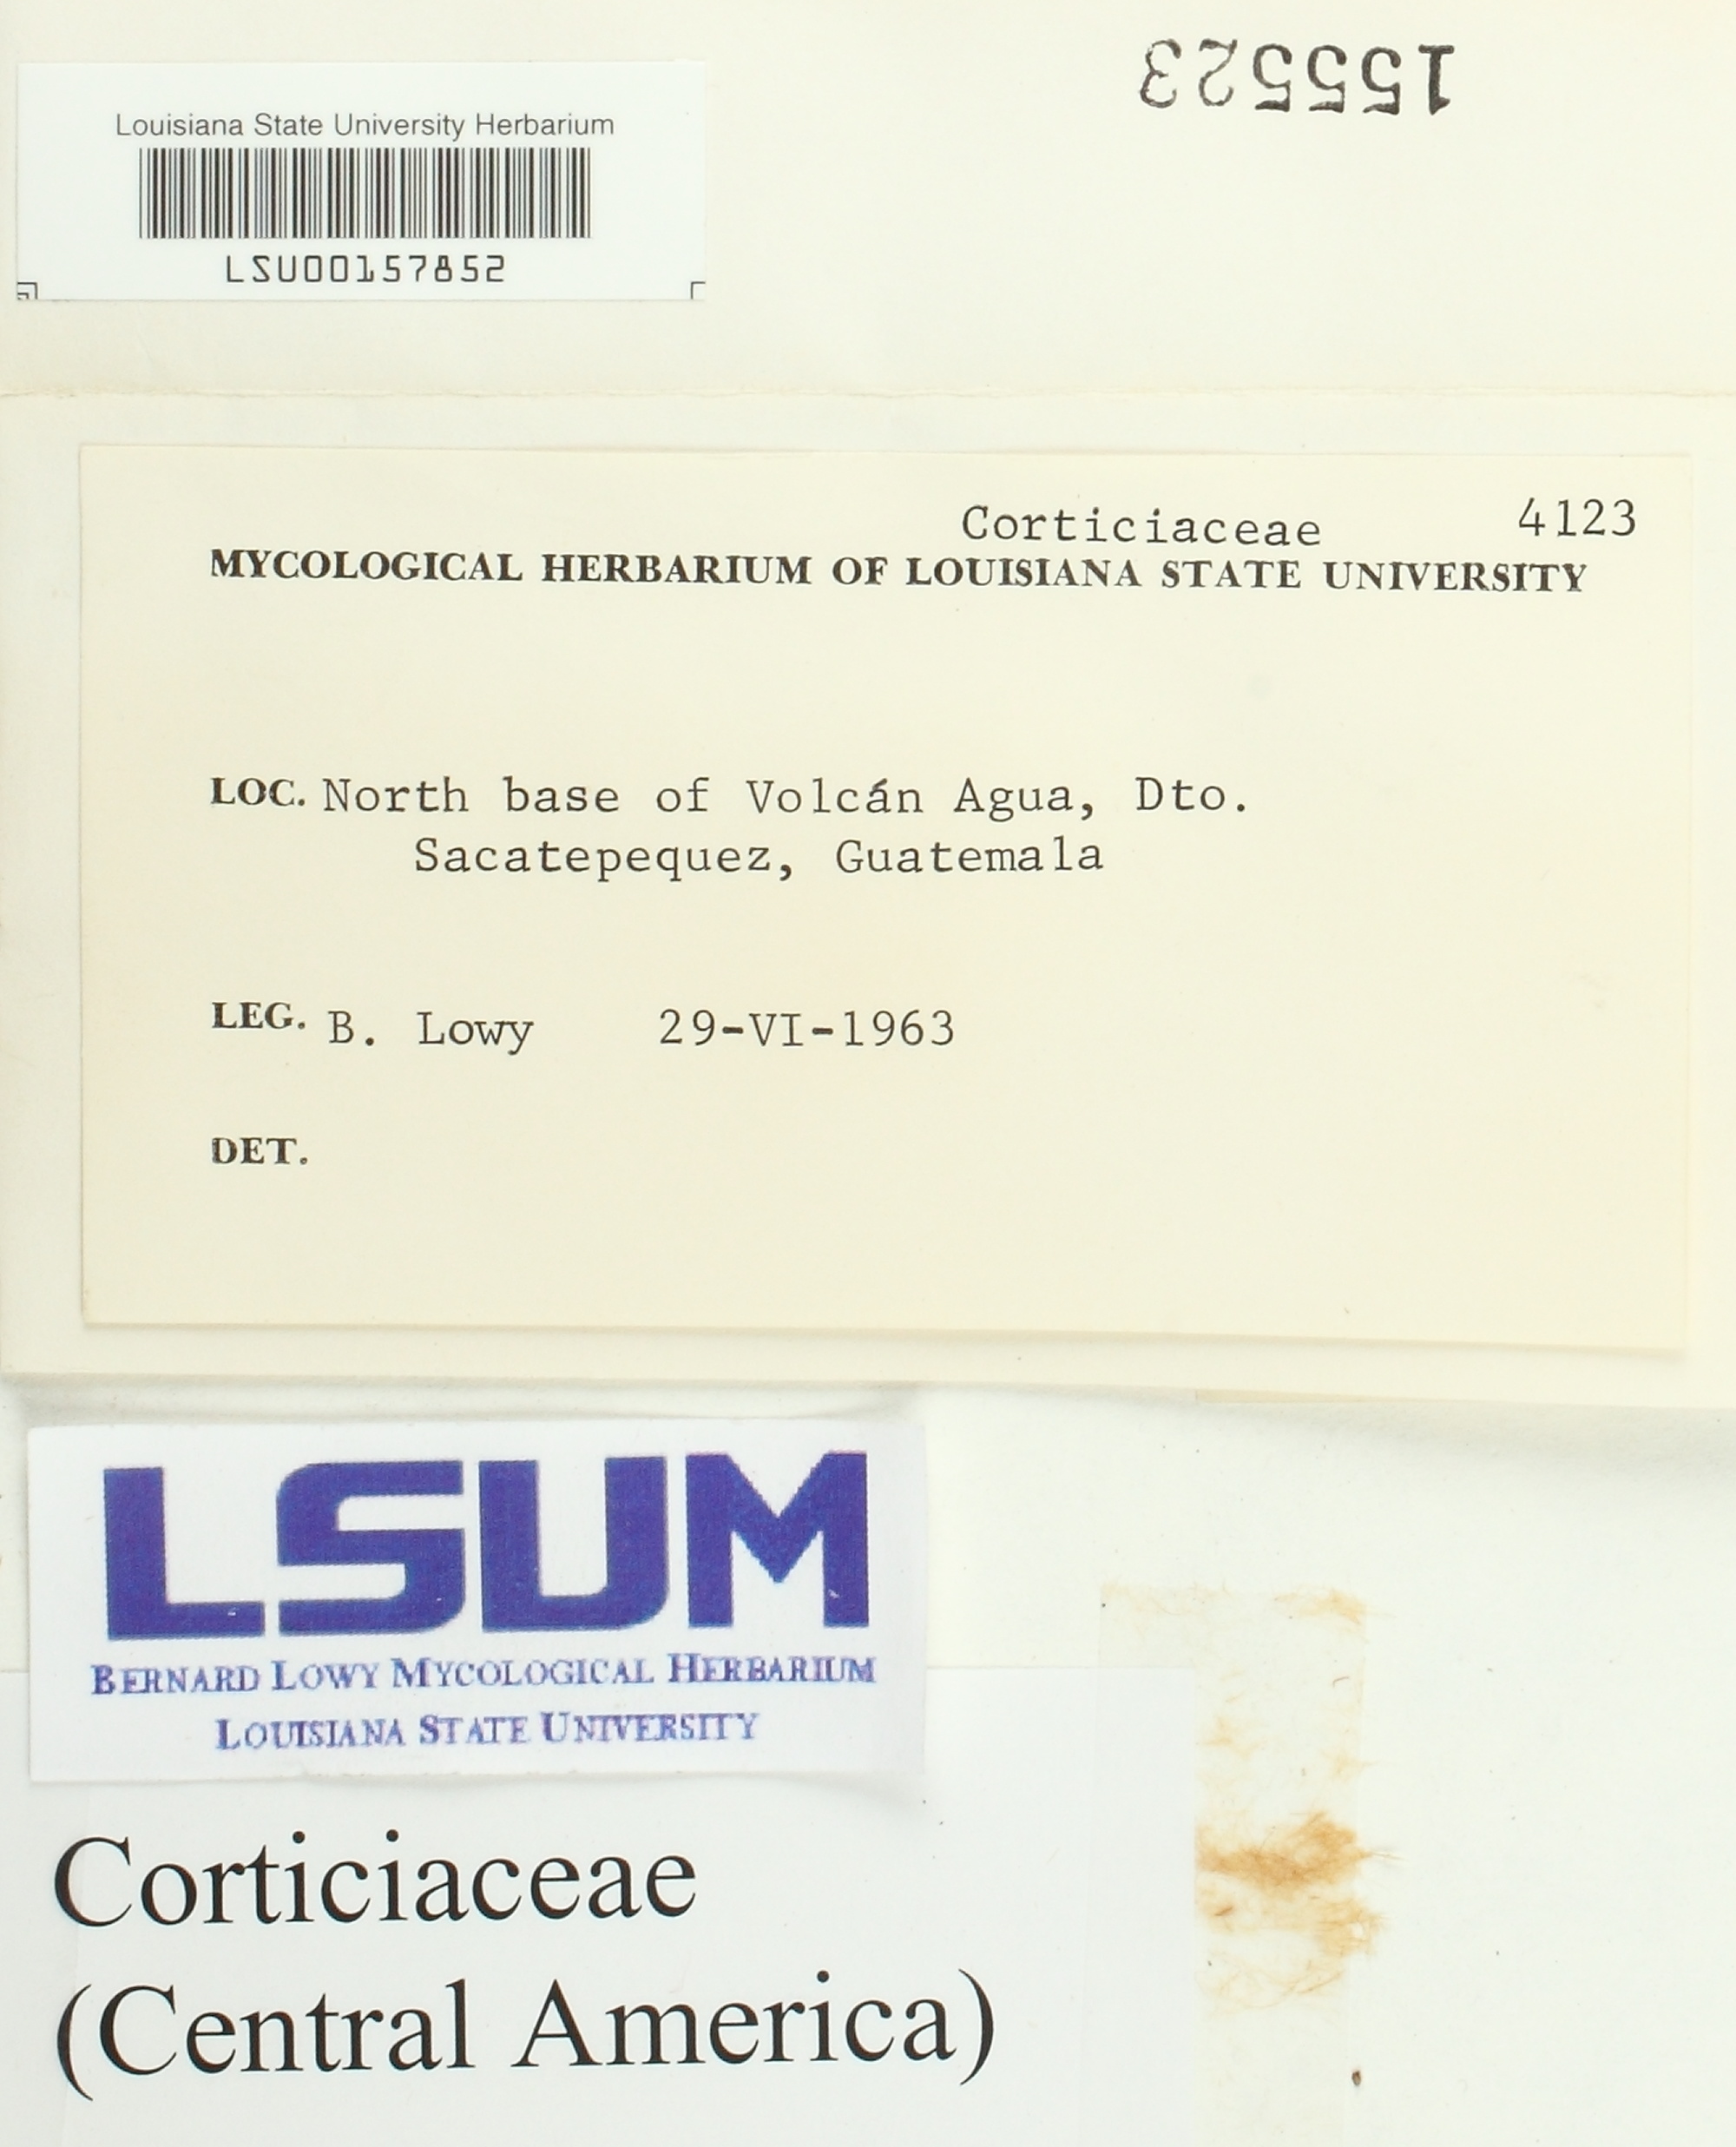 155523
Louisiana State University Herbarium
LSU00157852
Corticiaceae 4123
MYCOLOGICAL HERBARIUM OF LOUISIANA STATE UNIVERSITY
LOC. North base of Volcán Agua, Dto.
Sacatepequez, Guatemala
LEG. B. Lowy 29-VI-1963
DET.
LSUM
BERNARD LOWY MYCOLOGICAL HERBARIUM
LOUISIANA STATE UNIVERSITY
Corticiaceae
(Central America)